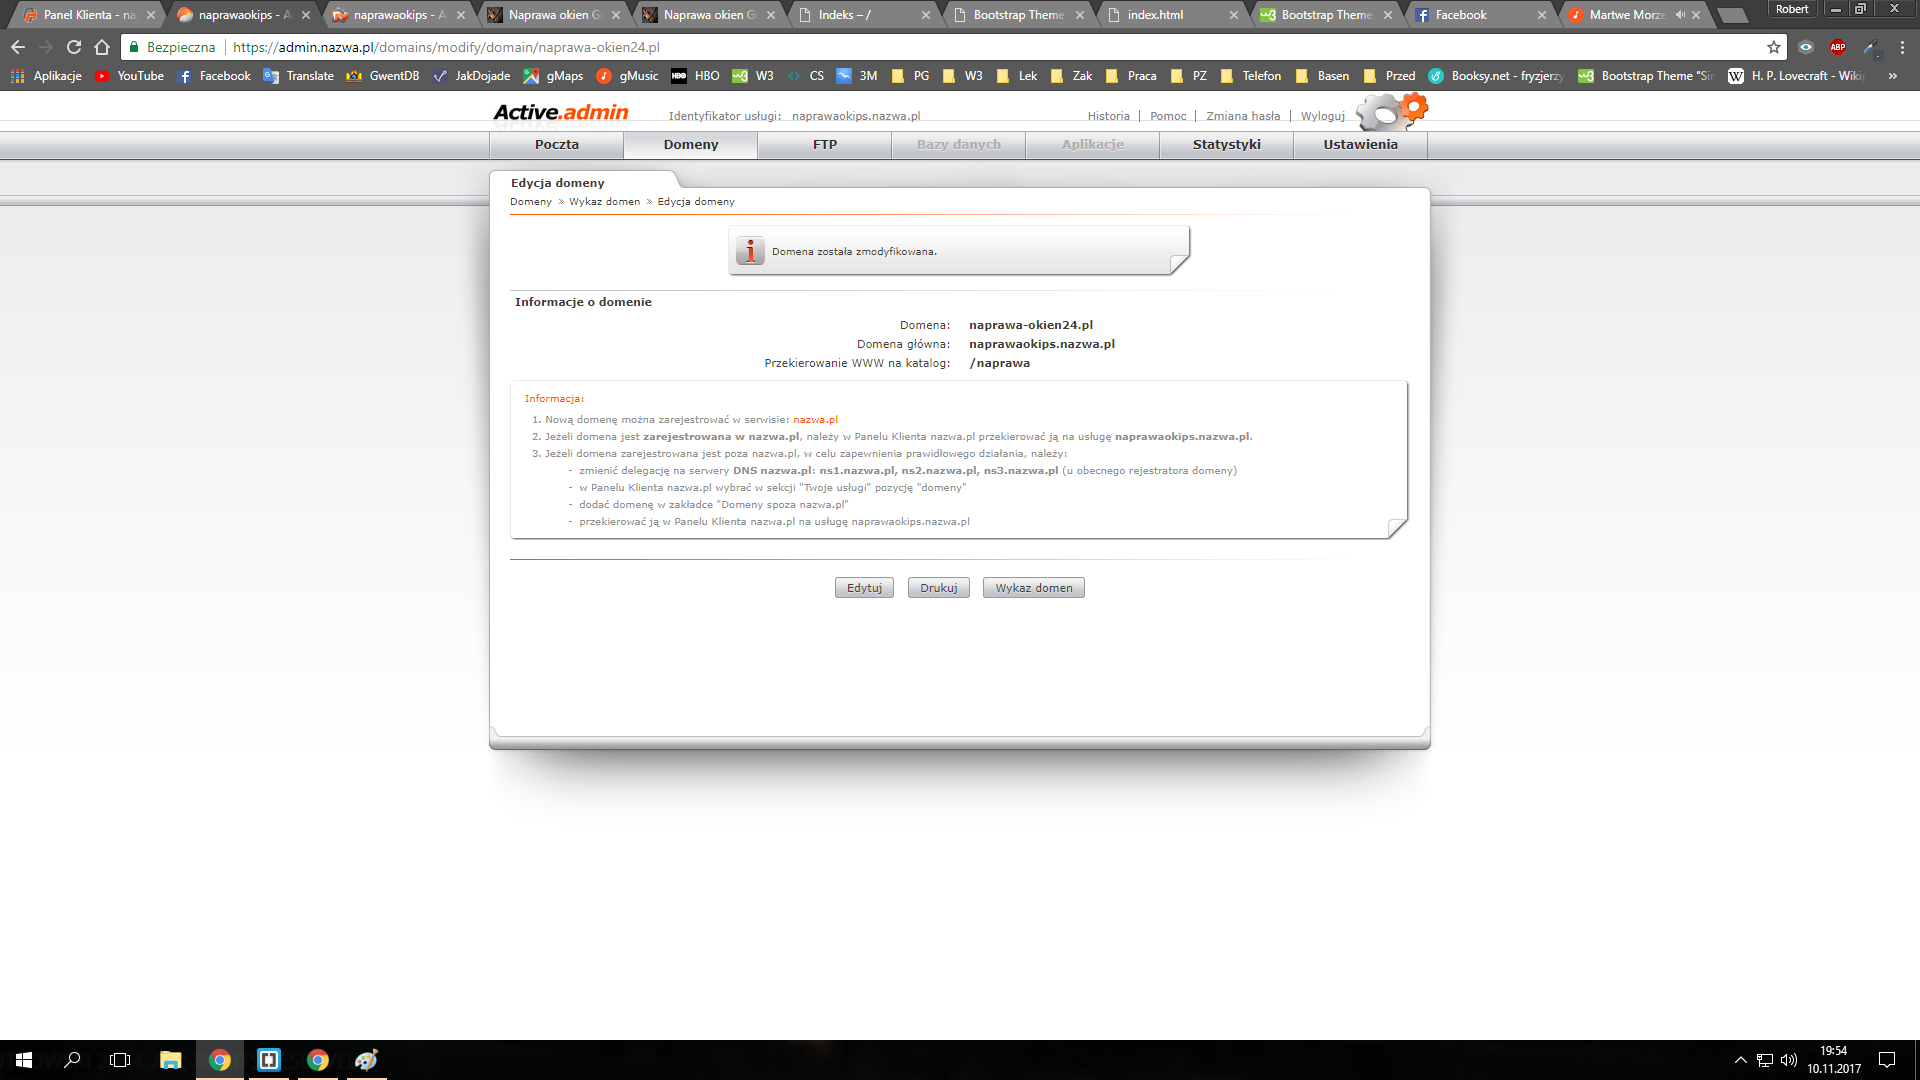 Panel Klienta - na
naprawaokips - A
naprawaokips - A
Naprawa okien G
Naprawa okien G
Indeks – /
Bootstrap Theme
index.html
Bootstrap Theme
Facebook
Martwe Morze
Robert
Bezpieczna
https://admin.nazwa.pl/domains/modify/domain/naprawa-okien24.pl
ABP
Aplikacje YouTube Facebook Translate GwentDB JakDojade gMaps gMusic HBO W3 CS 3M PG W3 Lek Zak Praca PZ Telefon Basen Przed Booksy.net - fryzjerzy Bootstrap Theme "Sim H. P. Lovecraft - Wikip »
Active.admin
Identyfikator usługi: naprawaokips.nazwa.pl
Historia | Pomoc | Zmiana hasła | Wyloguj
Poczta Domeny FTP Bazy danych Aplikacje Statystyki Ustawienia
Edycja domeny
Domeny » Wykaz domen » Edycja domeny
Domena została zmodyfikowana.
Informacje o domenie
Domena: naprawa-okien24.pl
Domena główna: naprawaokips.nazwa.pl
Przekierowanie WWW na katalog: /naprawa
Informacja:
1. Nową domenę można zarejestrować w serwisie: nazwa.pl
2. Jeżeli domena jest zarejestrowana w nazwa.pl, należy w Panelu Klienta nazwa.pl przekierować ją na usługę naprawaokips.nazwa.pl.
3. Jeżeli domena zarejestrowana jest poza nazwa.pl, w celu zapewnienia prawidłowego działania, należy:
- zmienić delegację na serwery DNS nazwa.pl: ns1.nazwa.pl, ns2.nazwa.pl, ns3.nazwa.pl (u obecnego rejestratora domeny)
- w Panelu Klienta nazwa.pl wybrać w sekcji "Twoje usługi" pozycję "domeny"
- dodać domenę w zakładce "Domeny spoza nazwa.pl"
- przekierować ją w Panelu Klienta nazwa.pl na usługę naprawaokips.nazwa.pl
Edytuj Drukuj Wykaz domen
19:54
10.11.2017